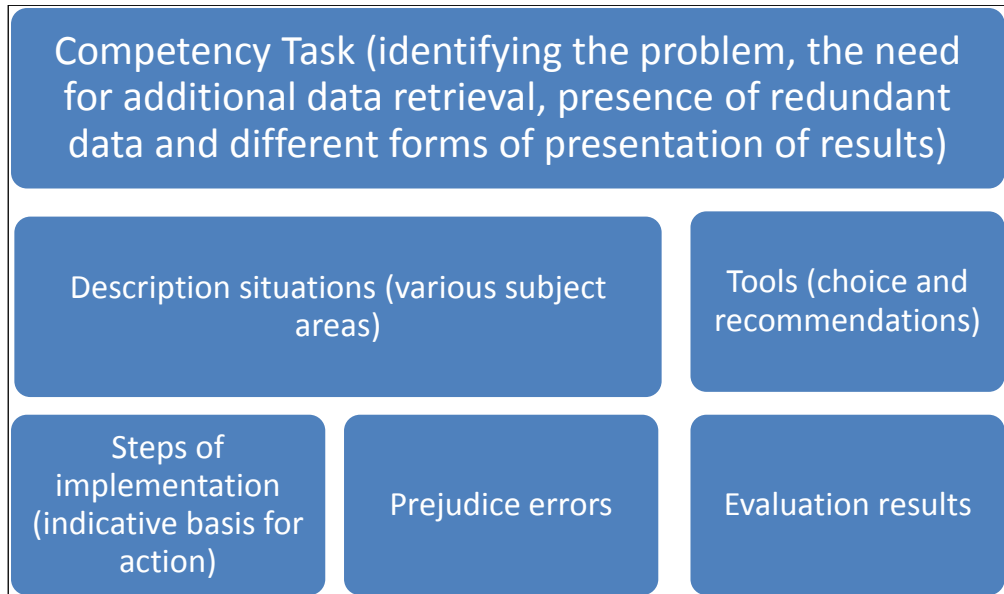 Competency Task (identifying the problem, the need
for additional data retrieval, presence of redundant
data and different forms of presentation of results)
Description situations (various subject
areas)
Tools (choice and
recommendations)
Steps of
implementation
(indicative basis for
action)
Prejudice errors
Evaluation results